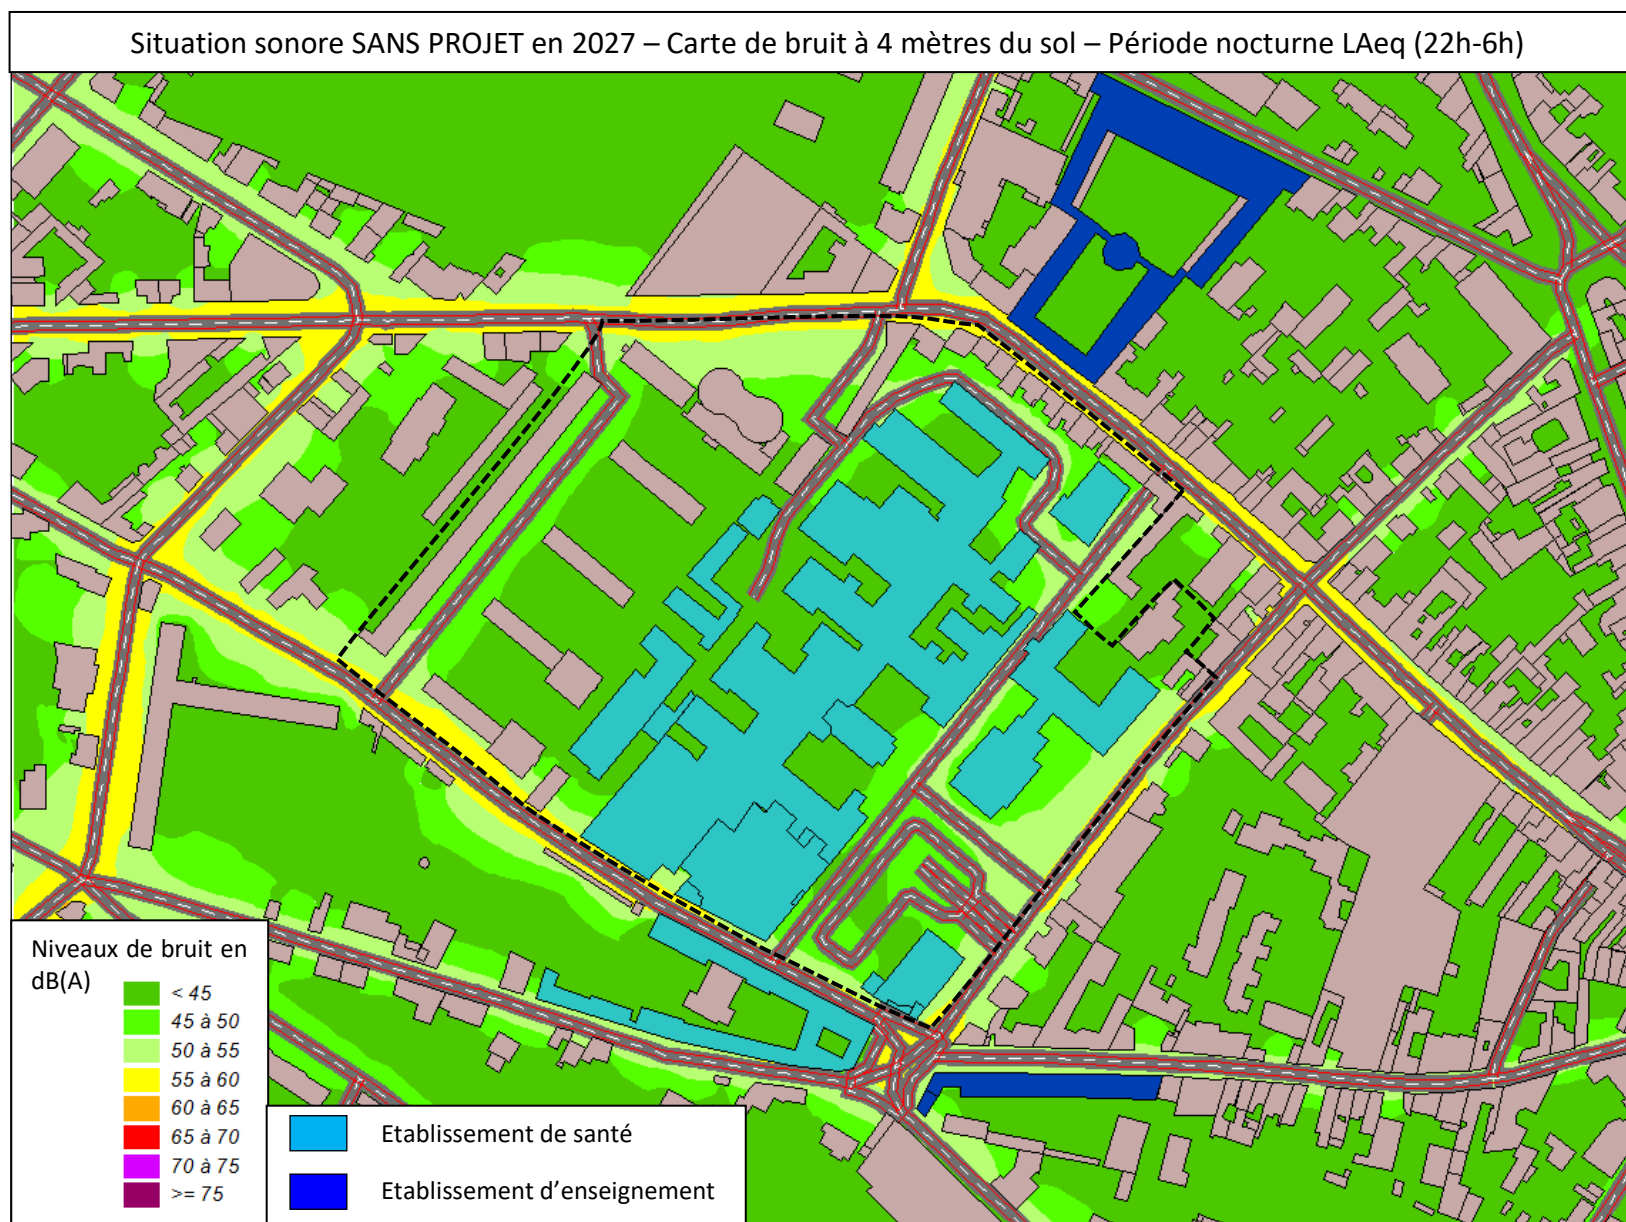 Situation sonore SANS PROJET en 2027 – Carte de bruit à 4 mètres du sol – Période nocturne LAeq (22h-6h)
Niveaux de bruit en
dB(A)
< 45
45 à 50
50 à 55
55 à 60
60 à 65
65 à 70
70 à 75
>= 75
Etablissement de santé
Etablissement d’enseignement